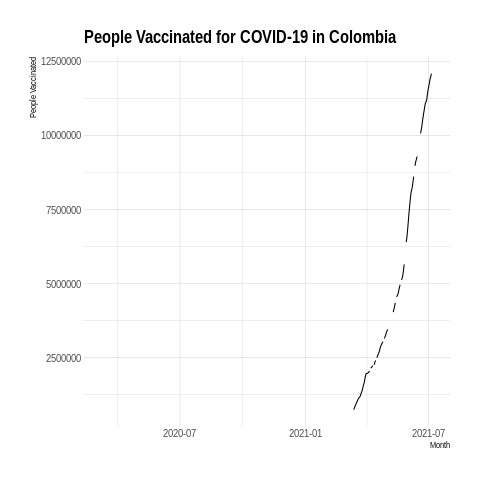 People Vaccinated for COVID-19 in Colombia
People Vaccinated
12500000
10000000
7500000
5000000
2500000
2020-07
2021-01
2021-07
Month